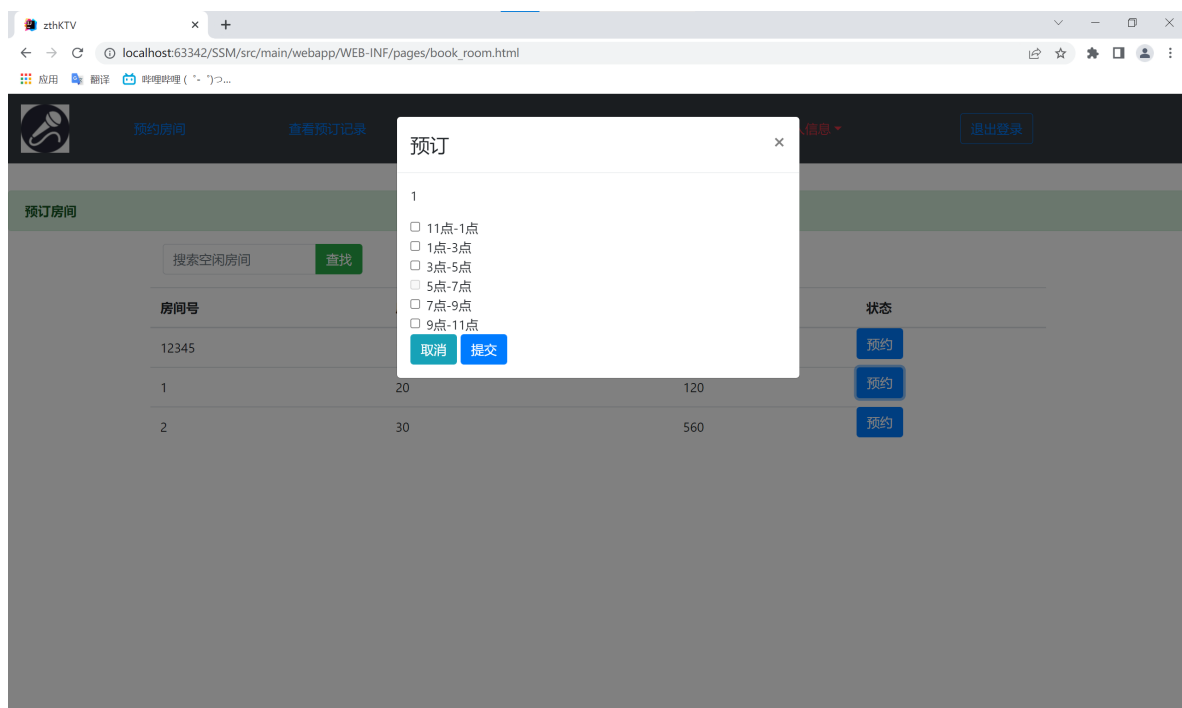 zthKTV
localhost:63342/SSM/src/main/webapp/WEB-INF/pages/book_room.html
应用 翻译 哔哩哔哩 ( ゜- ゜)つ...
预约房间 查看预订记录 人信息 退出登录
预订 ×
1
11点-1点
1点-3点
3点-5点
5点-7点
7点-9点
9点-11点
取消 提交
预订房间
搜索空闲房间 查找
房间号 状态
12345 预约
1 20 120 预约
2 30 560 预约